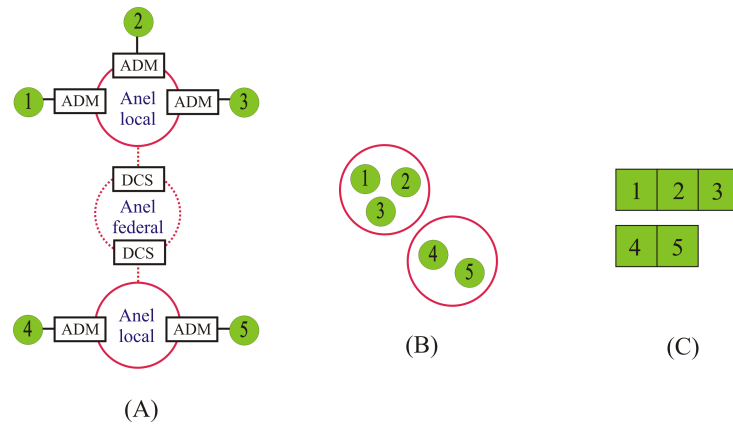 2
ADM
1
ADM
Anel
local
ADM
3
DCS
Anel
federal
DCS
4
ADM
Anel
local
ADM
5
(A)
1
2
3
4
5
(B)
1 2 3
4 5
(C)